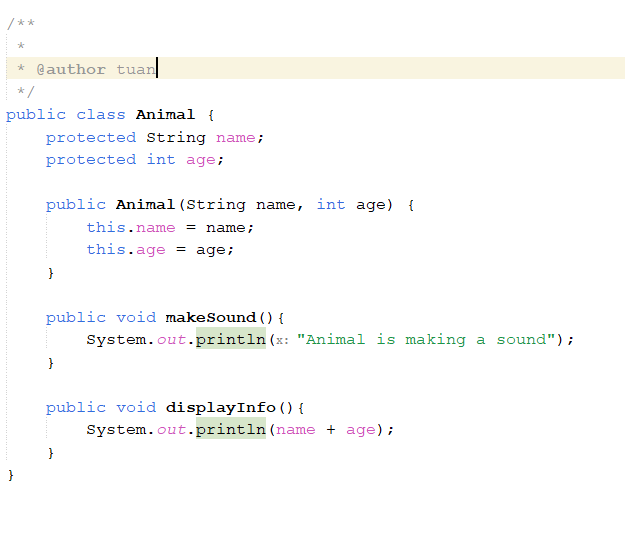 /**
 *
 * @author tuan
 */
public class Animal {
    protected String name;
    protected int age;

    public Animal(String name, int age) {
        this.name = name;
        this.age = age;
    }

    public void makeSound(){
        System.out.println(x: "Animal is making a sound");
    }

    public void displayInfo(){
        System.out.println(name + age);
    }
}